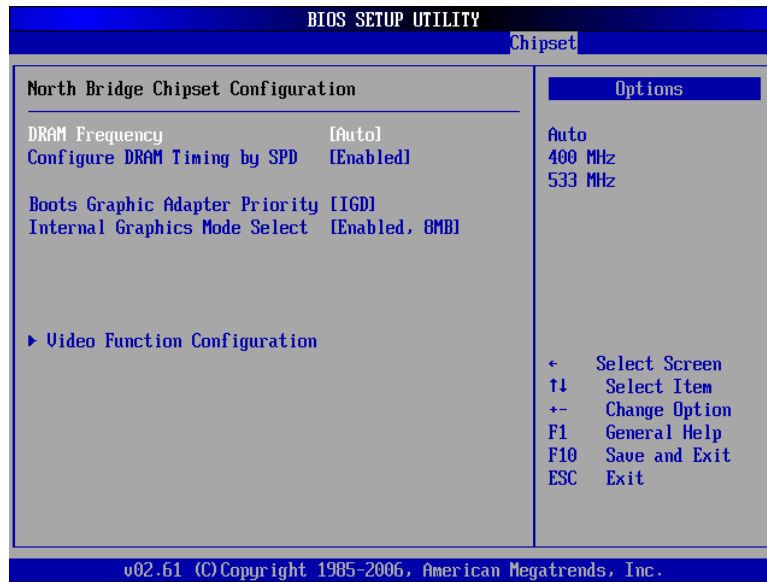 BIOS SETUP UTILITY
Chipset
North Bridge Chipset Configuration
DRAM Frequency [Auto]
Configure DRAM Timing by SPD [Enabled]
Boots Graphic Adapter Priority [IGD]
Internal Graphics Mode Select [Enabled, 8MB]
▶ Video Function Configuration
Options
Auto
400 MHz
533 MHz
← Select Screen
↑↓ Select Item
+- Change Option
F1 General Help
F10 Save and Exit
ESC Exit
v02.61 (C)Copyright 1985-2006, American Megatrends, Inc.